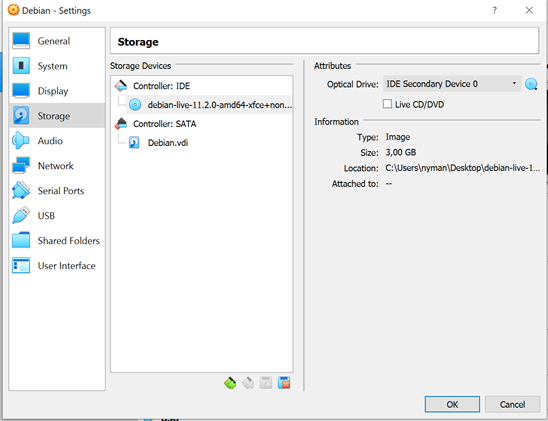 Debian - Settings
?
General
System
Display
Storage
Audio
Network
Serial Ports
USB
Shared Folders
User Interface
Storage
Storage Devices
Controller: IDE
debian-live-11.2.0-amd64-xfce+non...
Controller: SATA
Debian.vdi
Attributes
Optical Drive: IDE Secondary Device 0
Live CD/DVD
Information
Type: Image
Size: 3,00 GB
Location: C:\Users\nyman\Desktop\debian-live-1...
Attached to: --
OK
Cancel